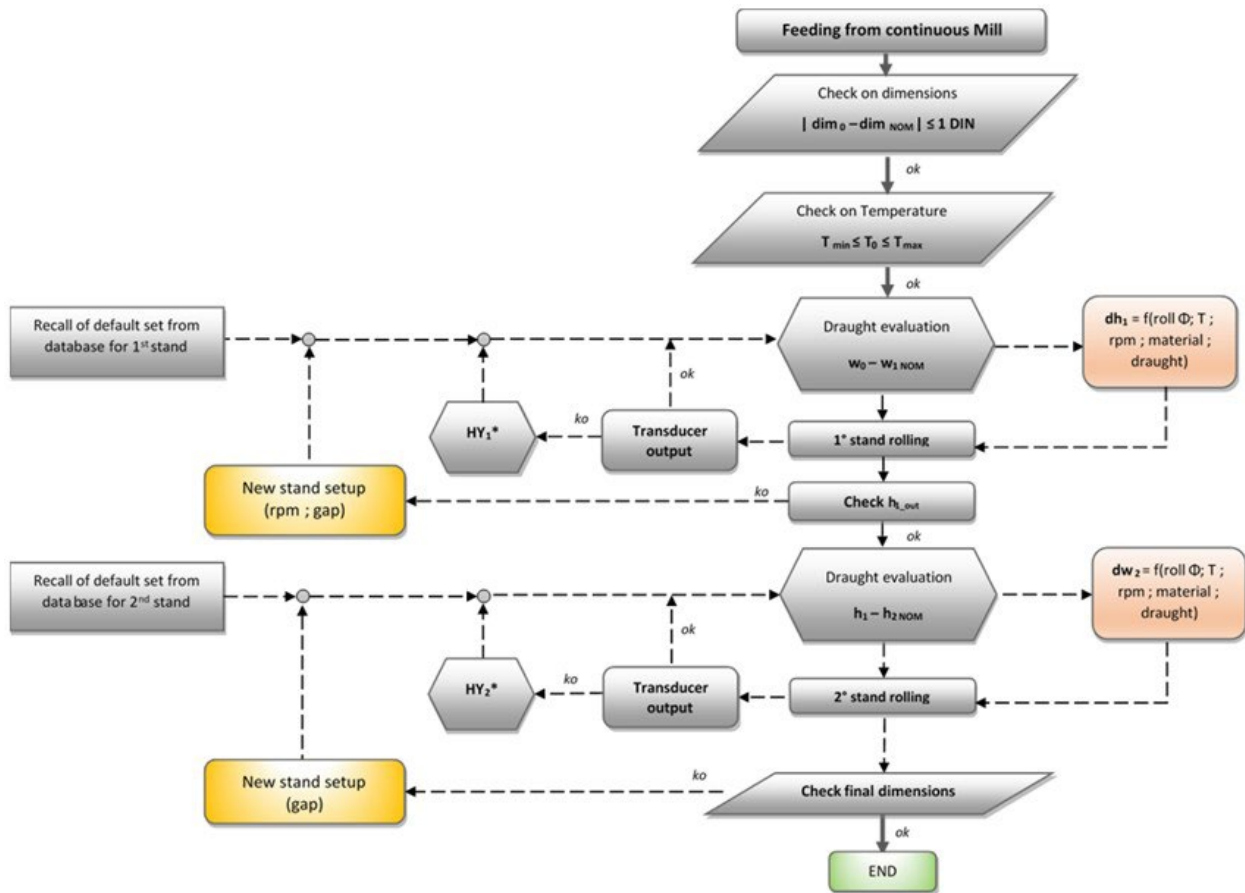 Feeding from continuous Mill
Check on dimensions
| dim 0 – dim NOM | ≤ 1 DIN
ok
Check on Temperature
T min ≤ T0 ≤ Tmax
ok
Recall of default set from
database for 1st stand
Draught evaluation
w0 – w1 NOM
dh1 = f(roll Φ; T ;
rpm ; material ;
draught)
ok
HY1*
ko
Transducer
output
1° stand rolling
New stand setup
(rpm ; gap)
ko
Check h1_out
ok
Recall of default set from
database for 2nd stand
Draught evaluation
h1 – h2 NOM
dw2 = f(roll Φ; T ;
rpm ; material ;
draught)
ok
HY2*
ko
Transducer
output
2° stand rolling
New stand setup
(gap)
ko
Check final dimensions
ok
END